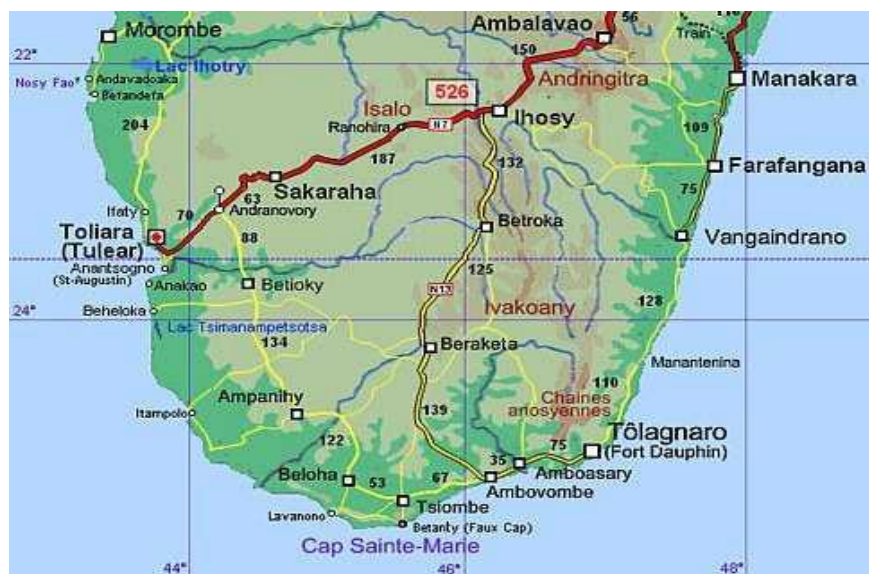 Ambalavao
56
Train
Morombe
150
22°
Lac Ihotry
Nosy Fao
Andavadoaka
Andringitra
Manakara
Betandeta
526
Isalo
Ihosy
204
Ranohira
N7
109
187
132
Farafangana
63
Sakaraha
75
Ifaty
70
Andranovory
Betroka
Toliara
(Tulear)
88
Vangaindrano
Anantsogno
(St-Augustin)
125
Anakao
Betioky
N13
Ivakoany
128
Beheloka
24°
Lac Tsimanampetsotsa
134
Beraketa
Manantenina
110
Chaines
anosyennes
Ampanihy
Itampolo
139
122
Tôlagnaro
(Fort Dauphin)
75
35
Beloha
Amboasary
53
67
Ambovombe
Tsiombe
Lavanono
Betanty (Faux Cap)
Cap Sainte-Marie
44°
46°
48°